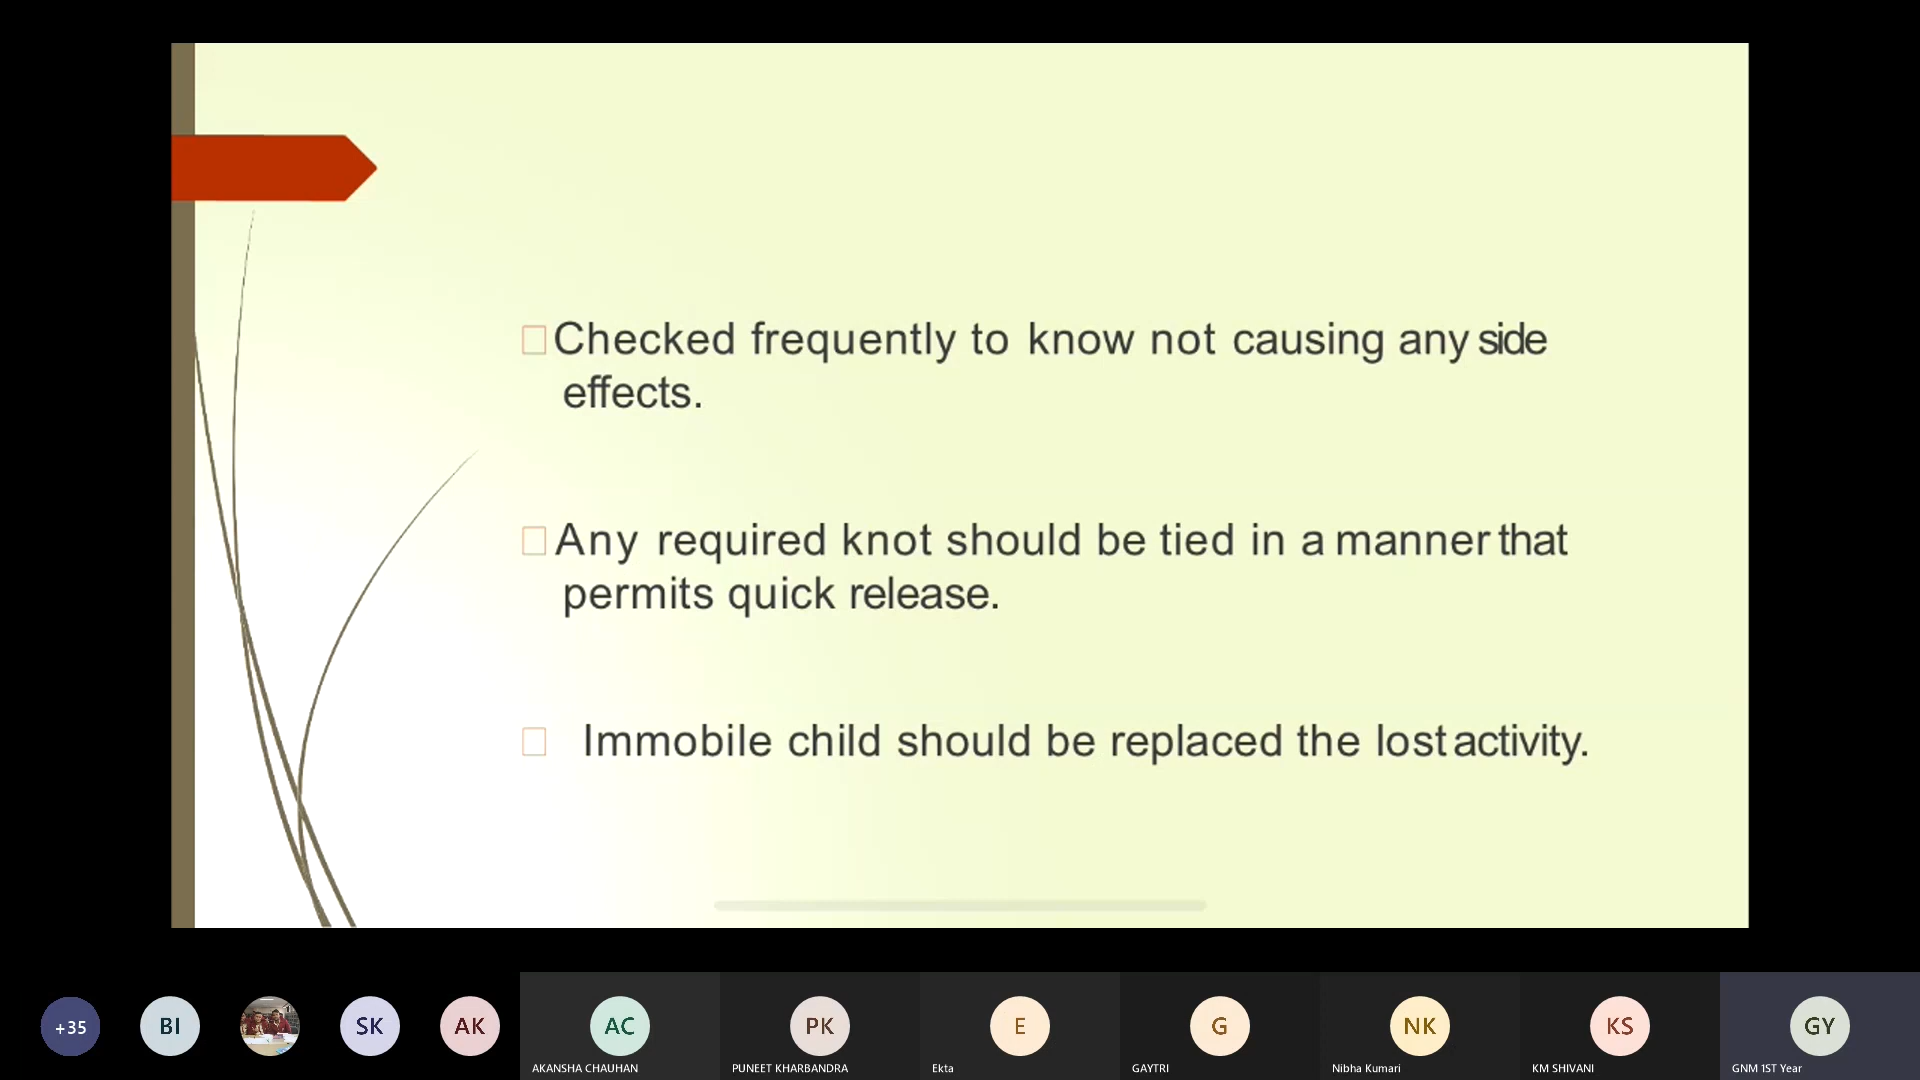 Checked frequently to know not causing any side
effects.
Any required knot should be tied in a manner that
permits quick release.
Immobile child should be replaced the lost activity.
+35
BI
SK
AK
AC
PK
E
G
NK
KS
GY
AKANSHA CHAUHAN
PUNEET KHARBANDRA
Ekta
GAYTRI
Nibha Kumari
KM SHIVANI
GNM 1ST Year